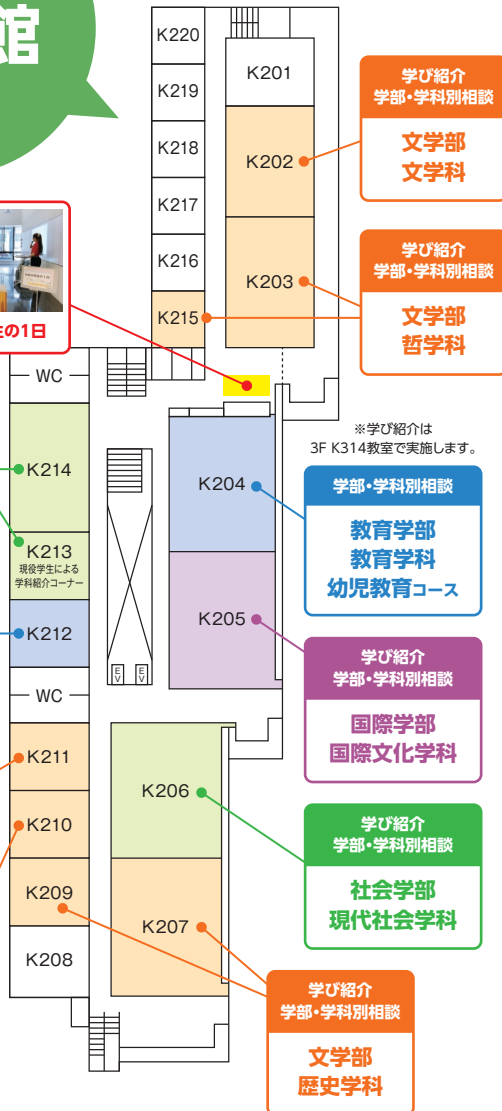 館
K220
K219
K218
K217
K216
K215
K201
K202
K203
学び紹介
学部・学科別相談
文学部
文学科
学び紹介
学部・学科別相談
文学部
哲学科
の1日
WC
K214
K213
現役学生による
学科紹介コーナー
K212
WC
K211
K210
K209
K208
EV
EV
K204
K205
K206
K207
※学び紹介は
3F K314教室で実施します。
学部・学科別相談
教育学部
教育学科
幼児教育コース
学び紹介
学部・学科別相談
国際学部
国際文化学科
学び紹介
学部・学科別相談
社会学部
現代社会学科
学び紹介
学部・学科別相談
文学部
歴史学科